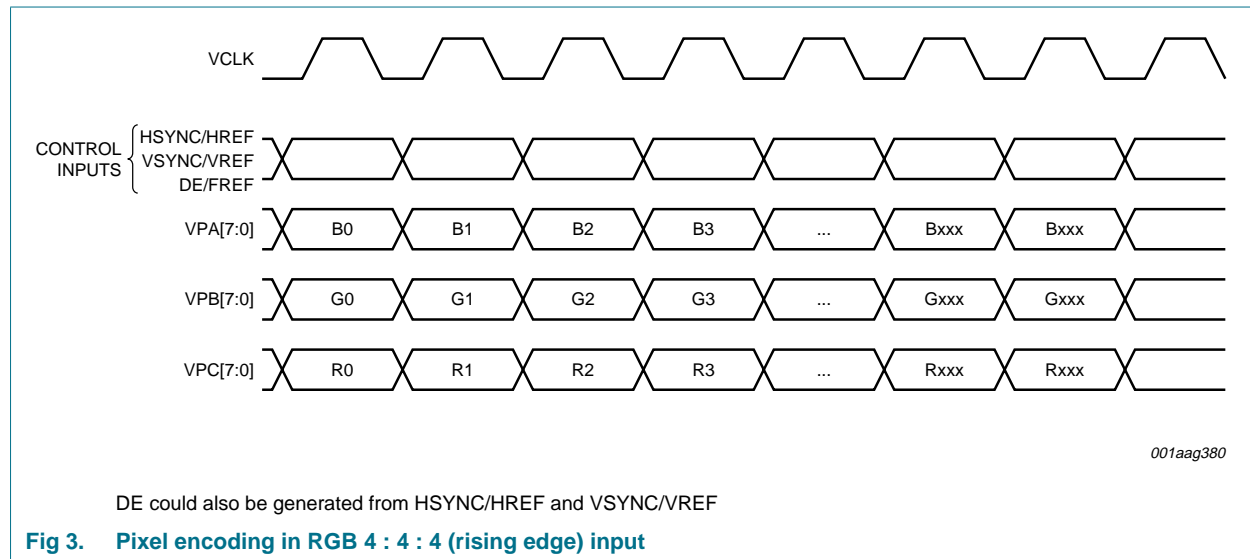 VCLK
CONTROL INPUTS
HSYNC/HREF
VSYNC/VREF
DE/FREF
VPA[7:0] B0 B1 B2 B3 ... Bxxx Bxxx
VPB[7:0] G0 G1 G2 G3 ... Gxxx Gxxx
VPC[7:0] R0 R1 R2 R3 ... Rxxx Rxxx
001aag380
DE could also be generated from HSYNC/HREF and VSYNC/VREF
Fig 3. Pixel encoding in RGB 4 : 4 : 4 (rising edge) input